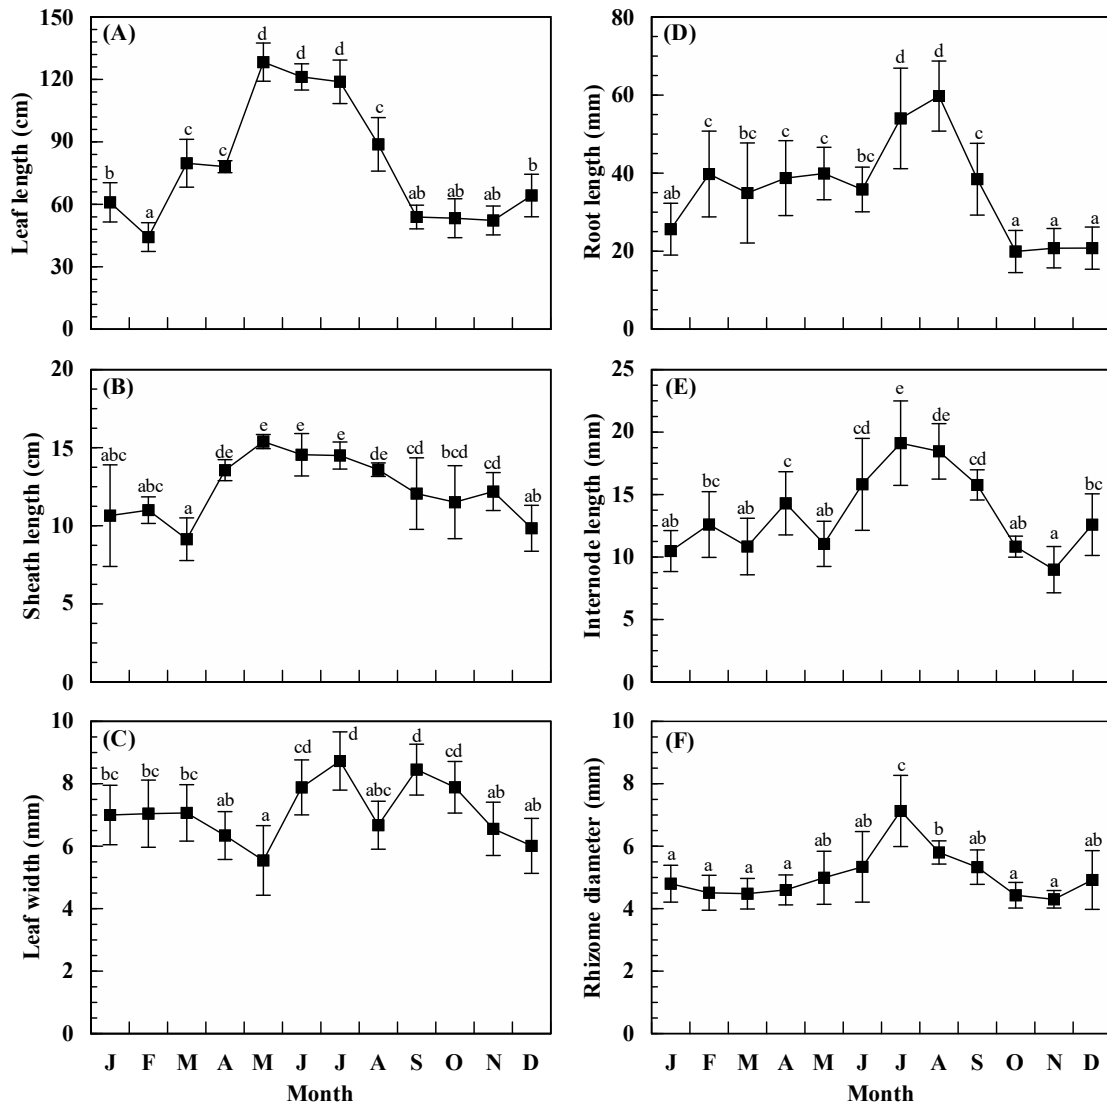 (A)
Leaf length (cm)
150
120
90
60
30
0
b a c c d d d c ab ab ab b
(D)
Root length (mm)
80
60
40
20
0
ab c bc c c bc d d c a a a
(B)
Sheath length (cm)
20
15
10
5
0
abc abc a de e e e de cd bcd cd ab
(E)
Internode length (mm)
25
20
15
10
5
0
ab bc ab c ab cd e de cd ab a bc
(C)
Leaf width (mm)
10
8
6
4
2
0
bc bc bc ab a cd d abc d cd ab ab
J F M A M J J A S O N D
Month
(F)
Rhizome diameter (mm)
10
8
6
4
2
0
a a a a ab ab c b ab a a ab
J F M A M J J A S O N D
Month